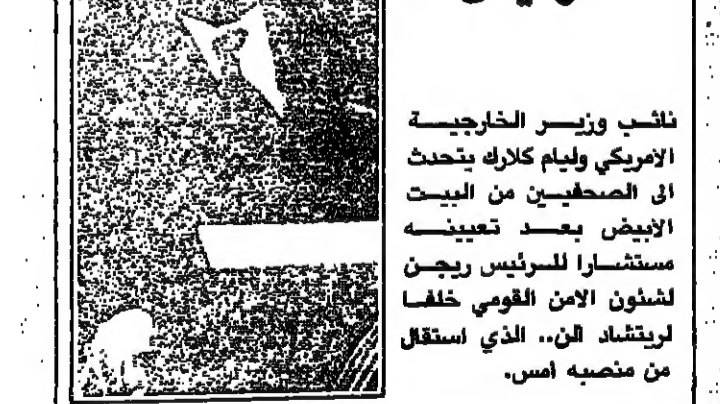 نائب وزير الخارجية
الامريكي وليام كلارك يتحدث
الى الصحفيين من البيت
الأبيض بعد تعيينه
مستشارا للرئيس ريجن
لشئون الامن القومي خلفا
لريتشاد الن.. الذي استقال
من منصبه امس.